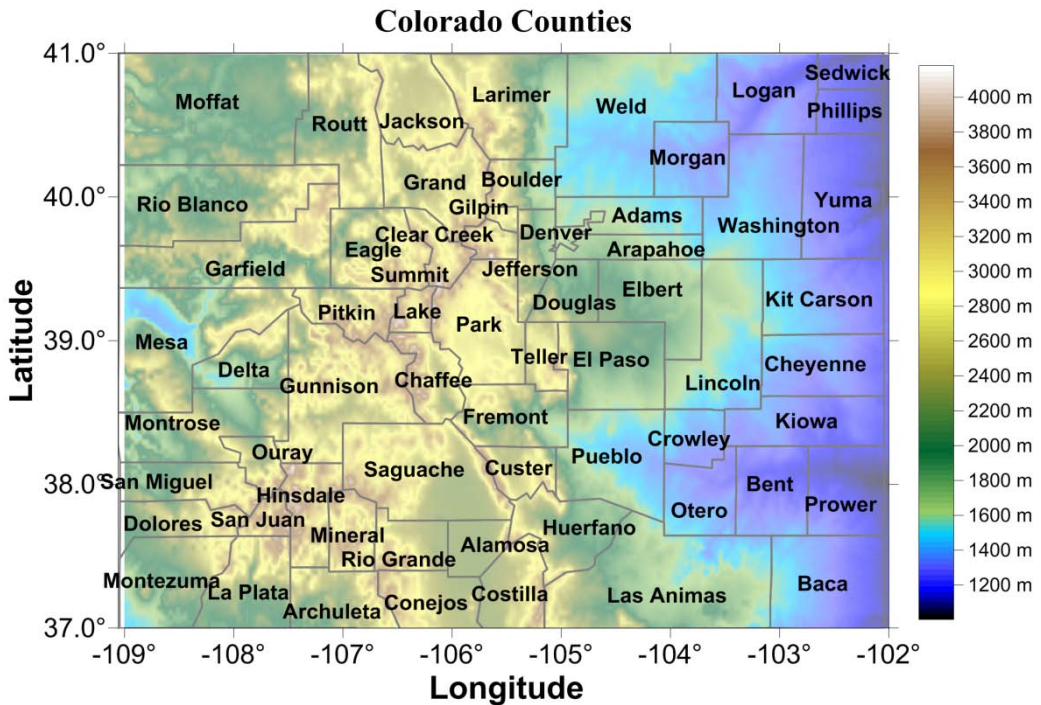 Colorado Counties
41.0°
40.0°
39.0°
38.0°
37.0°
Latitude
-109°
-108°
-107°
-106°
-105°
-104°
-103°
-102°
Longitude
4000 m
3800 m
3600 m
3400 m
3200 m
3000 m
2800 m
2600 m
2400 m
2200 m
2000 m
1800 m
1600 m
1400 m
1200 m
Moffat
Routt
Jackson
Larimer
Weld
Logan
Sedwick
Phillips
Morgan
Rio Blanco
Grand
Boulder
Gilpin
Yuma
Adams
Washington
Denver
Clear Creek
Eagle
Arapahoe
Garfield
Summit
Jefferson
Elbert
Douglas
Kit Carson
Pitkin
Lake
Park
Mesa
Teller
El Paso
Cheyenne
Delta
Gunnison
Chaffee
Lincoln
Montrose
Fremont
Kiowa
Crowley
Ouray
Pueblo
Saguache
Custer
San Miguel
Bent
Hinsdale
Otero
Prower
Dolores
San Juan
Mineral
Huerfano
Rio Grande
Alamosa
Montezuma
La Plata
Archuleta
Conejos
Costilla
Las Animas
Baca